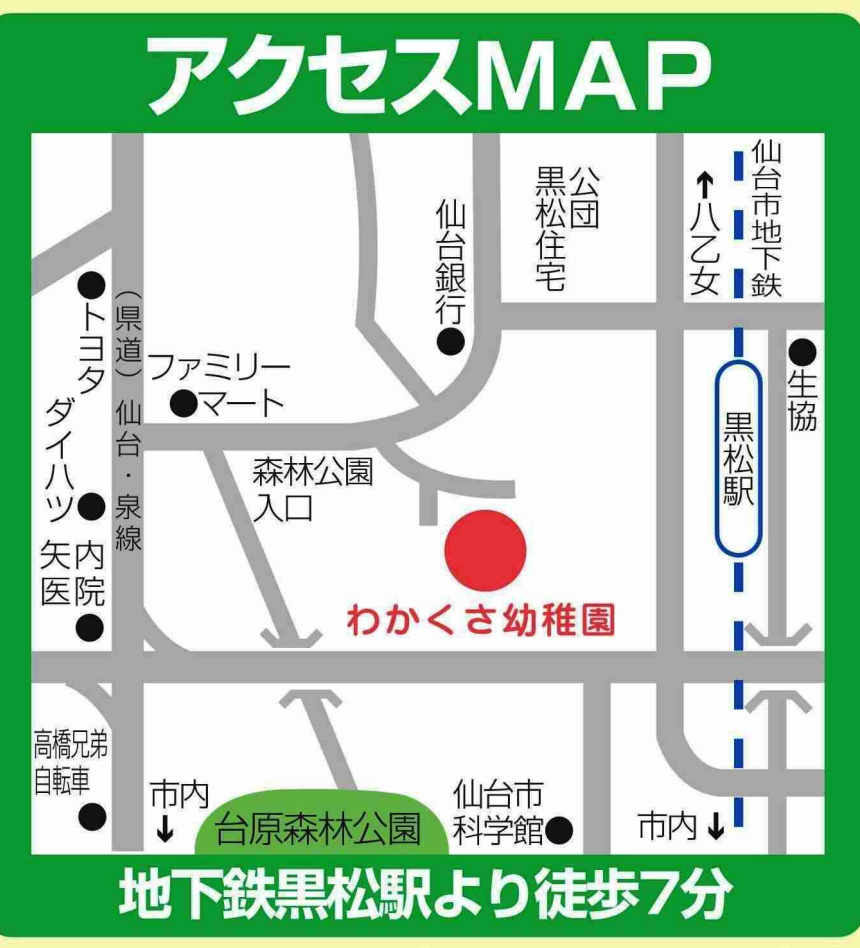 アクセスMAP
仙台市地下鉄
↑八乙女
公団
黒松住宅
仙台銀行
トヨタ
(県道)仙台・泉線
ファミリー
マート
生協
黒松駅
ダイハツ
森林公園
入口
矢内
医院
わかくさ幼稚園
高橋兄弟
自転車
市内
↓
台原森林公園
仙台市
科学館
市内↓
地下鉄黒松駅より徒歩7分